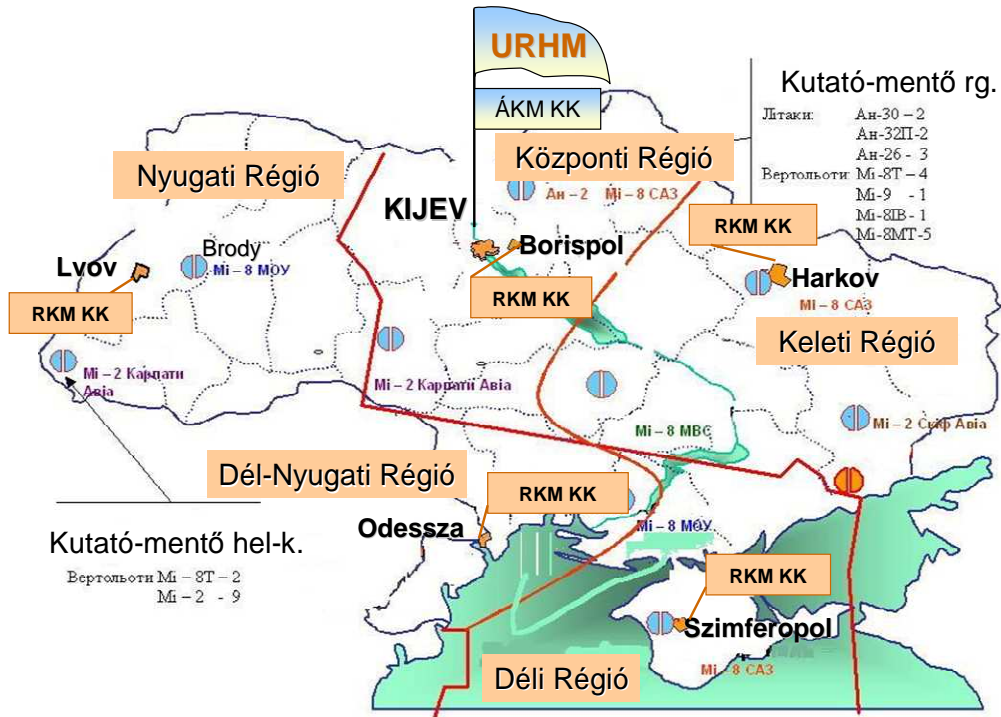 URHM
ÁKM KK
Kutató-mentő rg.
Літаки: Ан-30 – 2
Ан-32П-2
Ан-26 - 3
Вертольоти: Мі-8Т – 4
Мі-9 - 1
Мі-8ІВ- 1
Мі-8МТ-5
Nyugati Régió
Központi Régió
Ан – 2 Мі – 8 САЗ
KIJEV
Borispol
RKM KK
RKM KK
Harkov
Мі – 8 САЗ
Brody
Мі – 8 МОУ
Lvov
RKM KK
Keleti Régió
Мі – 2 Карпати
Авіа
Мі – 2 Карпати Авіа
Мі – 8 МВС
Мі – 2 Скіф Авіа
Dél-Nyugati Régió
RKM KK
Odessza
Мі – 8 МОУ
Kutató-mentő hel-k.
Вертольоти Мі – 8Т – 2
Мі – 2 - 9
RKM KK
Szimferopol
Мі – 8 САЗ
Déli Régió